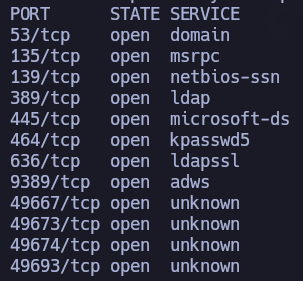 PORT STATE SERVICE
53/tcp open domain
135/tcp open msrpc
139/tcp open netbios-ssn
389/tcp open ldap
445/tcp open microsoft-ds
464/tcp open kpasswd5
636/tcp open ldapssl
9389/tcp open adws
49667/tcp open unknown
49673/tcp open unknown
49674/tcp open unknown
49693/tcp open unknown